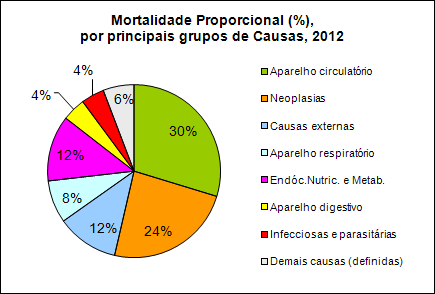 Mortalidade Proporcional (%),
por principais grupos de Causas, 2012
4%
4%
6%
30%
12%
8%
12%
24%
Aparelho circulatório
Neoplasias
Causas externas
Aparelho respiratório
Endóc.Nutric. e Metab.
Aparelho digestivo
Infecciosas e parasitárias
Demais causas (definidas)